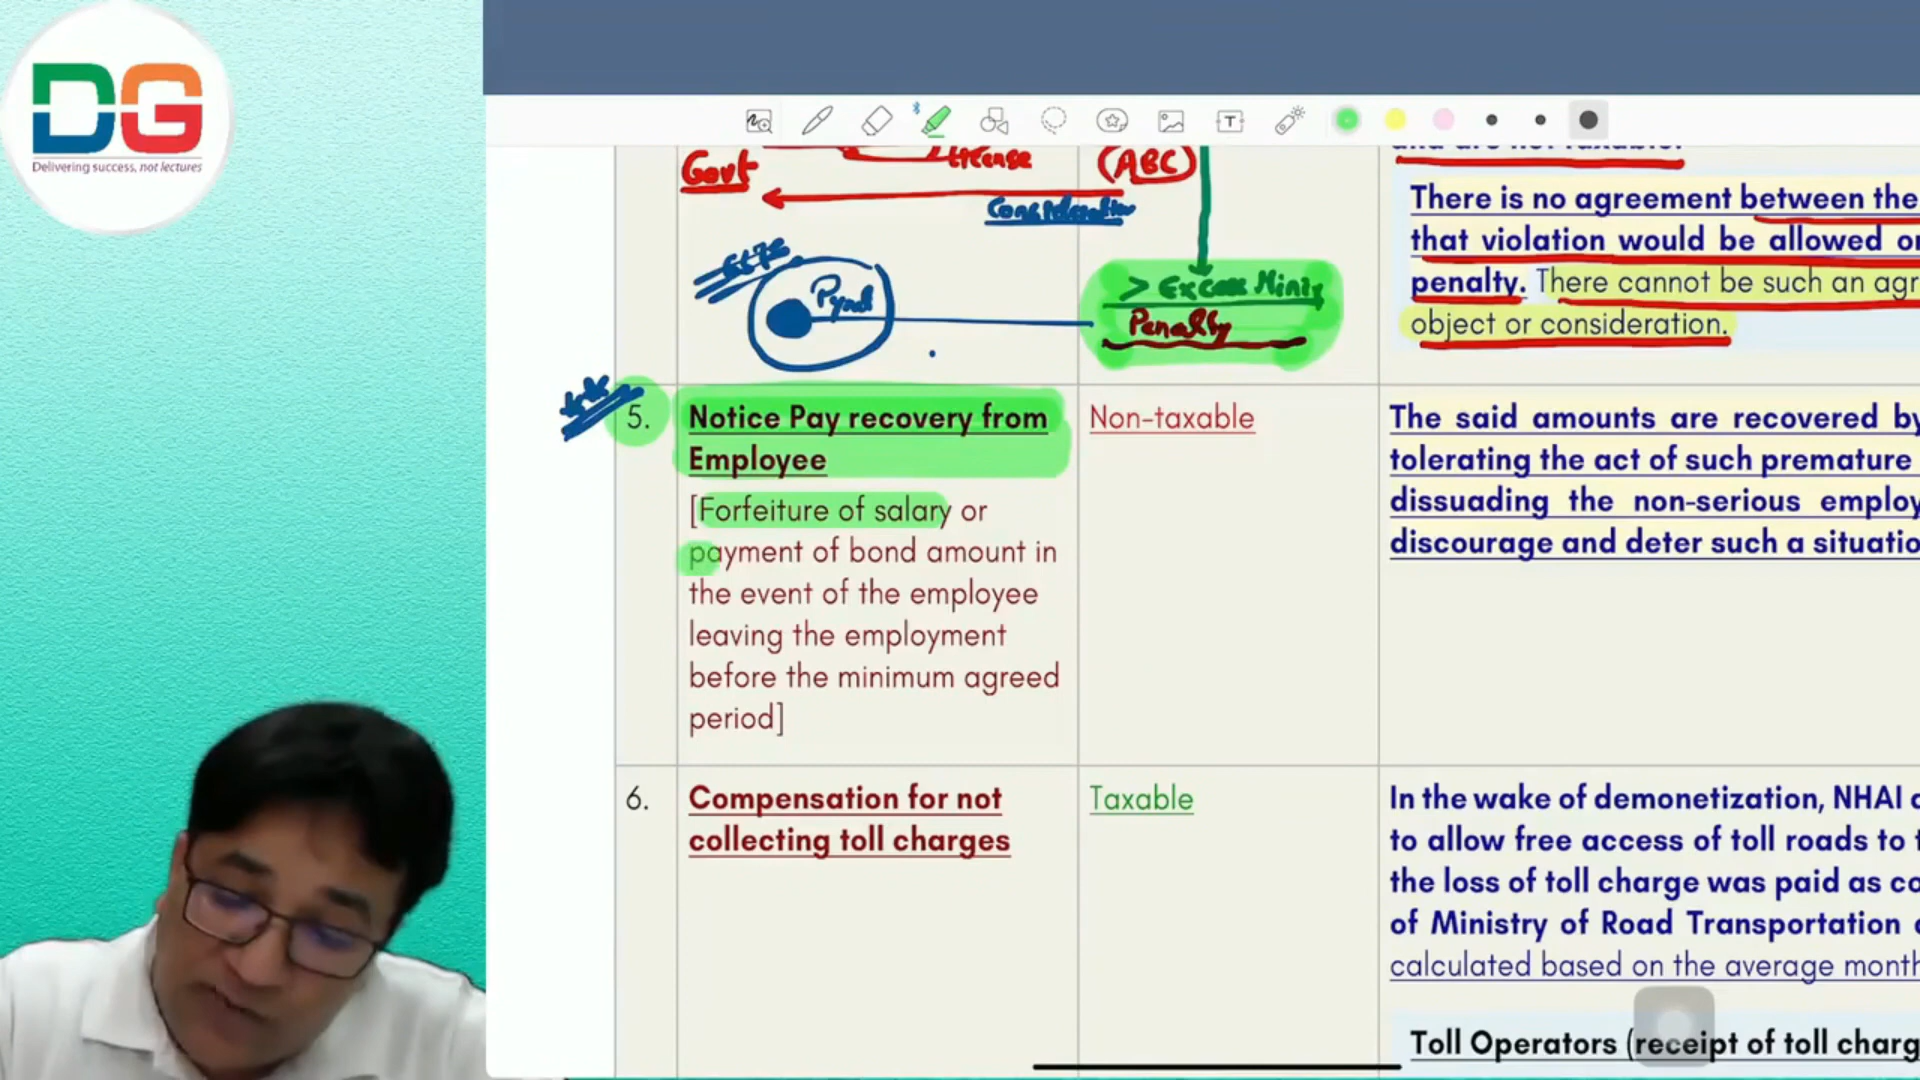 DG
Delivering success, not lectures
T
and are not taxable.
Govt
License
(ABC)
There is no agreement between the
Consideration
that violation would be allowed o
> Excess Mining
penalty. There cannot be such an agr
Penalty
object or consideration.
5.
Notice Pay recovery from
Employee
[Forfeiture of salary or
payment of bond amount in
the event of the employee
leaving the employment
before the minimum agreed
period]
Non-taxable
The said amounts are recovered by
tolerating the act of such premature
dissuading the non-serious employ
discourage and deter such a situatio
6.
Compensation for not
collecting toll charges
Taxable
In the wake of demonetization, NHAI
to allow free access of toll roads to
the loss of toll charge was paid as co
of Ministry of Road Transportation
calculated based on the average month
Toll Operators (receipt of toll charg